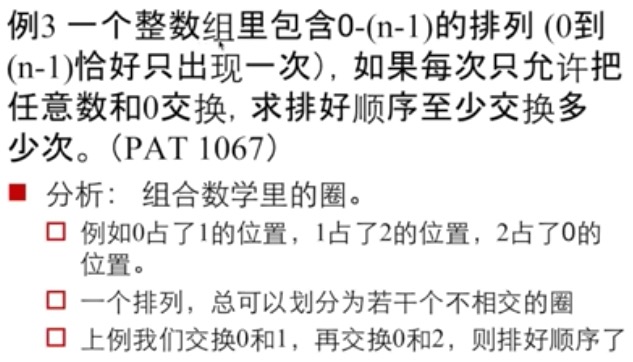 例3 一个整数组里包含0-(n-1)的排列 (0到
(n-1)恰好只出现一次)，如果每次只允许把
任意数和0交换，求排好顺序至少交换多
少次。（PAT 1067）
分析： 组合数学里的圈。
例如0占了1的位置，1占了2的位置，2占了0的
位置。
一个排列，总可以划分为若干个不相交的圈
上例我们交换0和1，再交换0和2，则排好顺序了